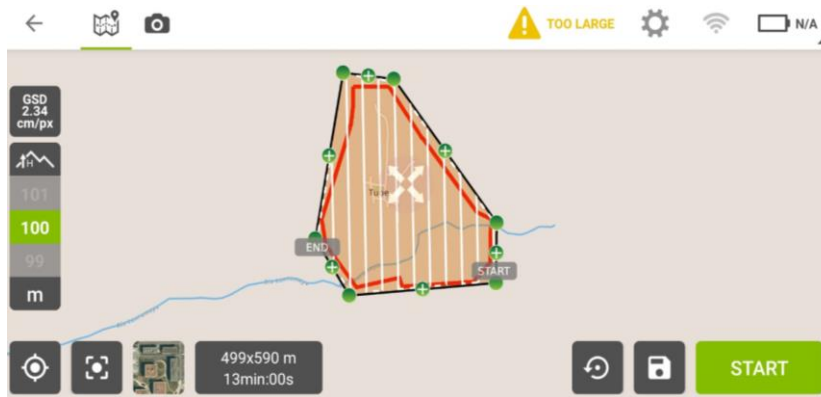 TOO LARGE
N/A
GSD
2.34
cm/px
H
101
100
99
m
END
START
499x590 m
13min:00s
START